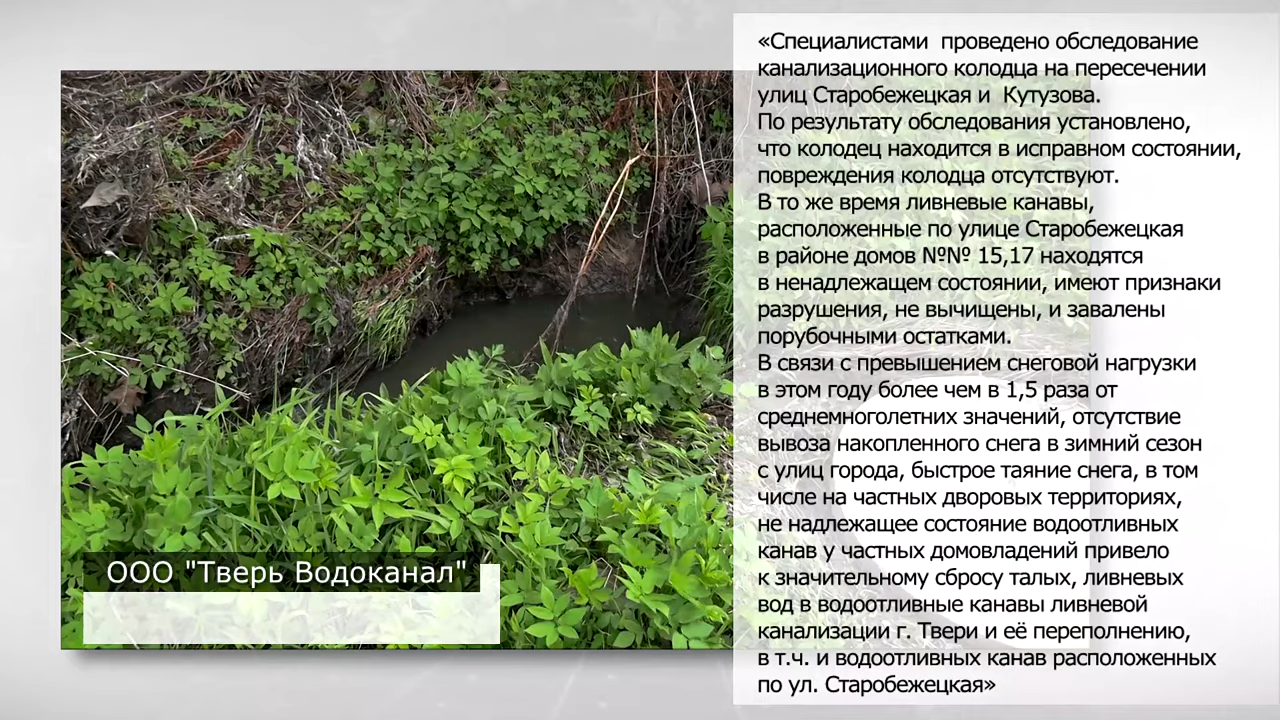 «Специалистами проведено обследование
канализационного колодца на пересечении
улиц Старобежецкая и Кутузова.
По результату обследования установлено,
что колодец находится в исправном состоянии,
повреждения колодца отсутствуют.
В то же время ливневые канавы,
расположенные по улице Старобежецкая
в районе домов №№ 15,17 находятся
в ненадлежащем состоянии, имеют признаки
разрушения, не вычищены, и завалены
порубочными остатками.
В связи с превышением снеговой нагрузки
в этом году более чем в 1,5 раза от
среднемноголетних значений, отсутствие
вывоза накопленного снега в зимний сезон
с улиц города, быстрое таяние снега, в том
числе на частных дворовых территориях,
не надлежащее состояние водоотливных
канав у частных домовладений привело
к значительному сбросу талых, ливневых
вод в водоотливные канавы ливневой
канализации г. Твери и её переполнению,
в т.ч. и водоотливных канав расположенных
по ул. Старобежецкая»
ООО "Тверь Водоканал"